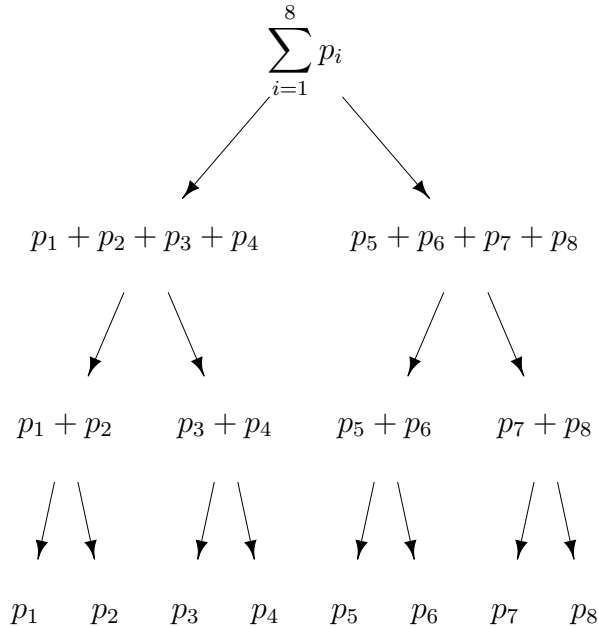 $\sum_{i=1}^{8} p_i$
$p_1 + p_2 + p_3 + p_4$ $p_5 + p_6 + p_7 + p_8$
$p_1 + p_2$ $p_3 + p_4$ $p_5 + p_6$ $p_7 + p_8$
$p_1$ $p_2$ $p_3$ $p_4$ $p_5$ $p_6$ $p_7$ $p_8$